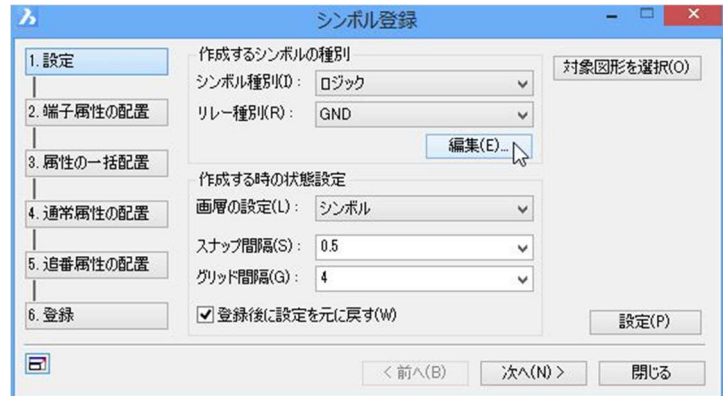 シンボル登録
1. 設定
2. 端子属性の配置
3. 属性の一括配置
4. 通常属性の配置
5. 追番属性の配置
6. 登録
作成するシンボルの種別
シンボル種別(I): ロジック
リレー種別(R): GND
編集(E)...
作成する時の状態設定
画層の設定(L): シンボル
スナップ間隔(S): 0.5
グリッド間隔(G): 4
登録後に設定を元に戻す(W)
対象図形を選択(O)
設定(P)
< 前へ(B)
次へ(N) >
閉じる